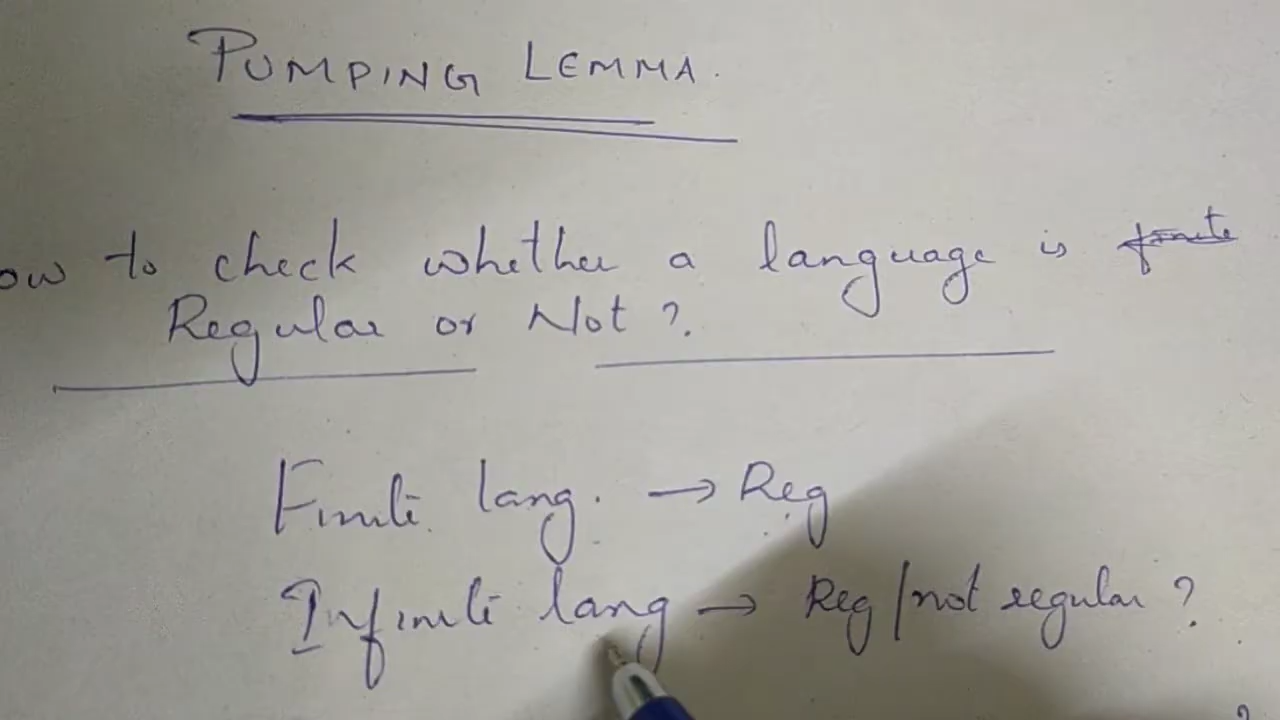 PUMPING LEMMA.
ow to check whether a language is finite
Regular or Not ?
Finite lang. → Reg
Infinite lang → Reg/not regular ?
?